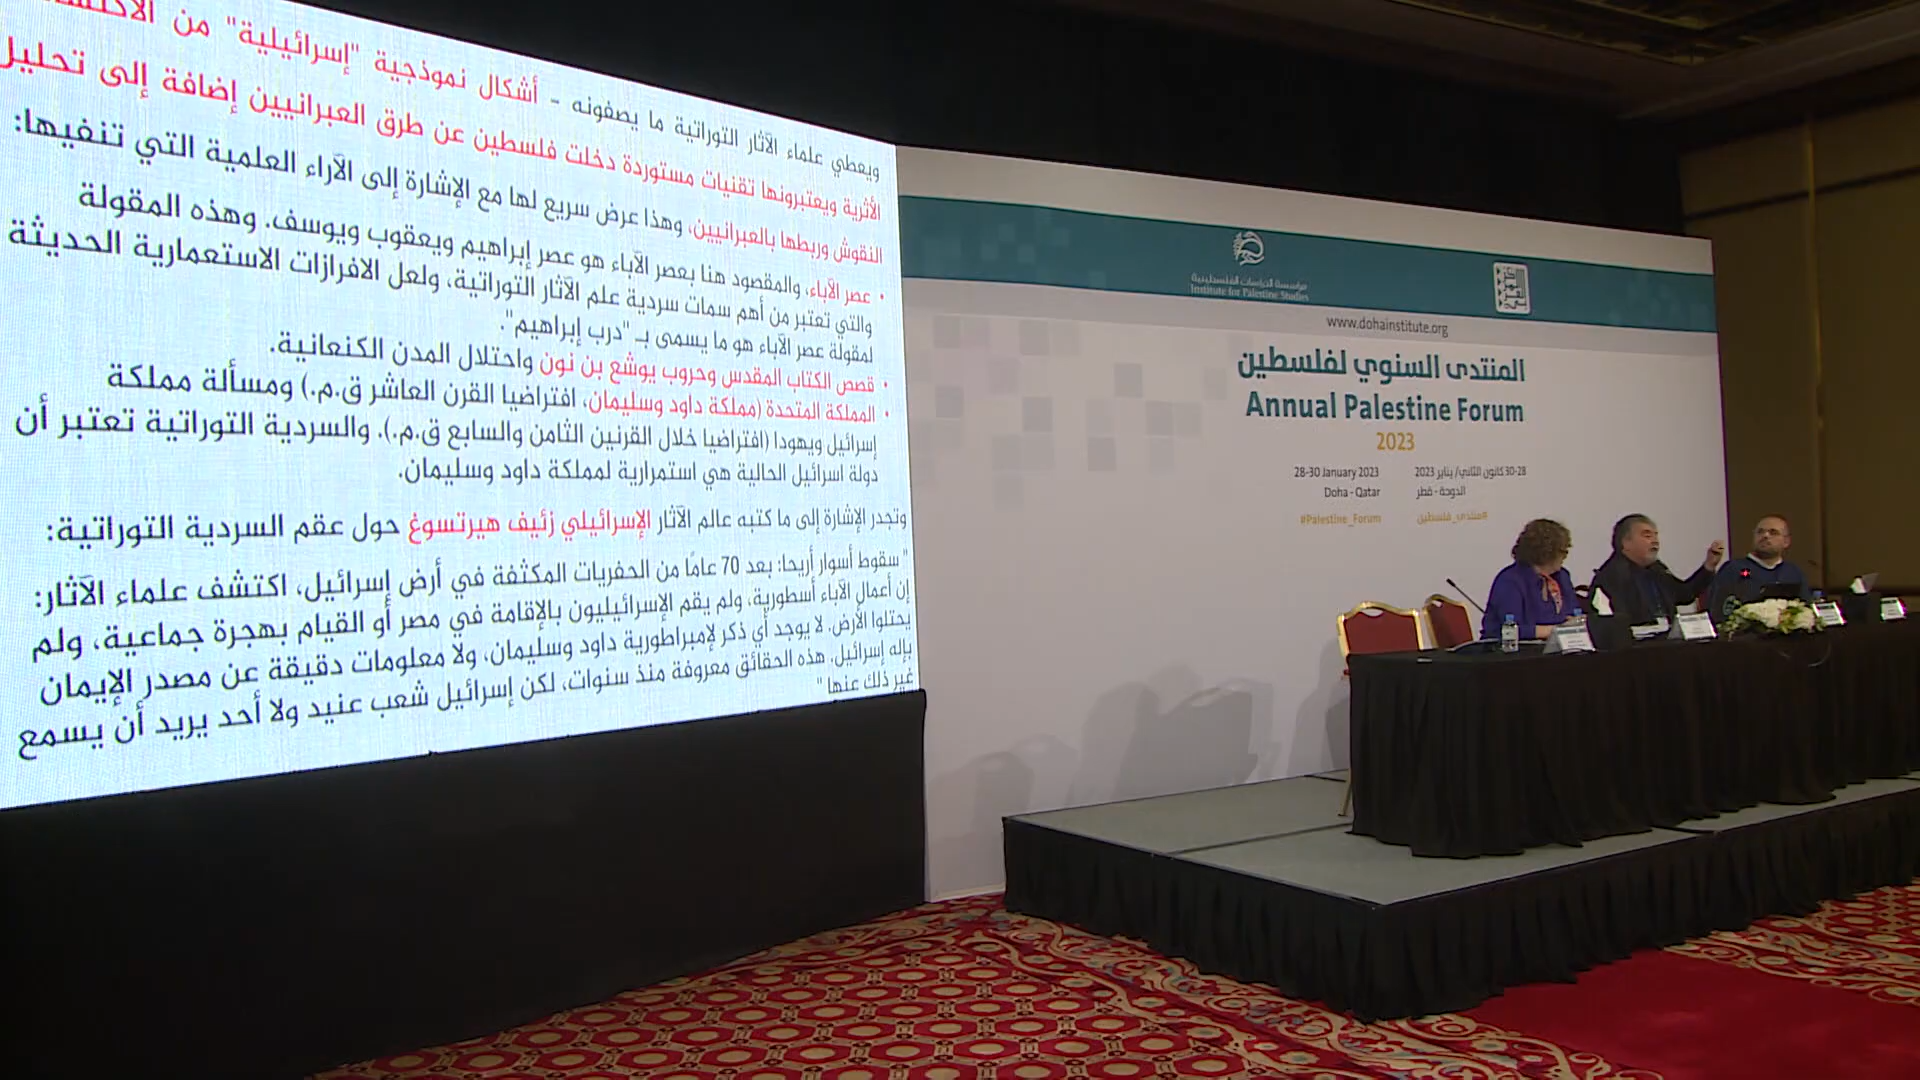 ويعطي علماء الآثار التوراتية ما يصفونه - أشكال نموذجية "إسرائيلية" من
الأثرية ويعتبرونها تقنيات مستوردة دخلت فلسطين عن طرق العبرانيين إضافة إلى تحليل
النقوش وربطها بالعبرانيين، وهذا عرض سريع لها مع الإشارة إلى الآراء العلمية التي تنفيها:
• عصر الآباء، والمقصود هنا بعصر الآباء هو عصر إبراهيم ويعقوب ويوسف. وهذه المقولة
والتي تعتبر من أهم سمات سردية علم الآثار التوراتية، ولعل الافرازات الاستعمارية الحديثة
لمقولة عصر الآباء هو ما يسمى بـ "درب إبراهيم".
• قصص الكتاب المقدس وحروب يوشع بن نون واحتلال المدن الكنعانية.
• المملكة المتحدة (مملكة داود وسليمان، افتراضيا القرن العاشر ق.م.) ومسألة مملكة
إسرائيل ويهودا (افتراضيا خلال القرنين الثامن والسابع ق.م.). والسردية التوراتية تعتبر أن
دولة اسرائيل الحالية هي استمرارية لمملكة داود وسليمان.
وتجدر الإشارة إلى ما كتبه عالم الآثار الإسرائيلي زئيف هيرتسوغ حول عقم السردية التوراتية:
" سقوط أسوار أريحا: بعد 70 عامًا من الحفريات المكثفة في أرض إسرائيل، اكتشف علماء الآثار:
إن أعمال الآباء أسطورية، ولم يقم الإسرائيليون بالإقامة في مصر أو القيام بهجرة جماعية، ولم
يحتلوا الأرض. لا يوجد أي ذكر لإمبراطورية داود وسليمان، ولا معلومات دقيقة عن مصدر الإيمان
بإله إسرائيل. هذه الحقائق معروفة منذ سنوات، لكن إسرائيل شعب عنيد ولا أحد يريد أن يسمع
غير ذلك عنها "
مؤسسة الدراسات الفلسطينية
Institute for Palestine Studies
www.dohainstitute.org
المنتدى السنوي لفلسطين
Annual Palestine Forum
2023
28-30 January 2023
28-30 كانون الثاني/ يناير 2023
Doha - Qatar
الدوحة - قطر
#Palestine_Forum
#منتدى_فلسطين